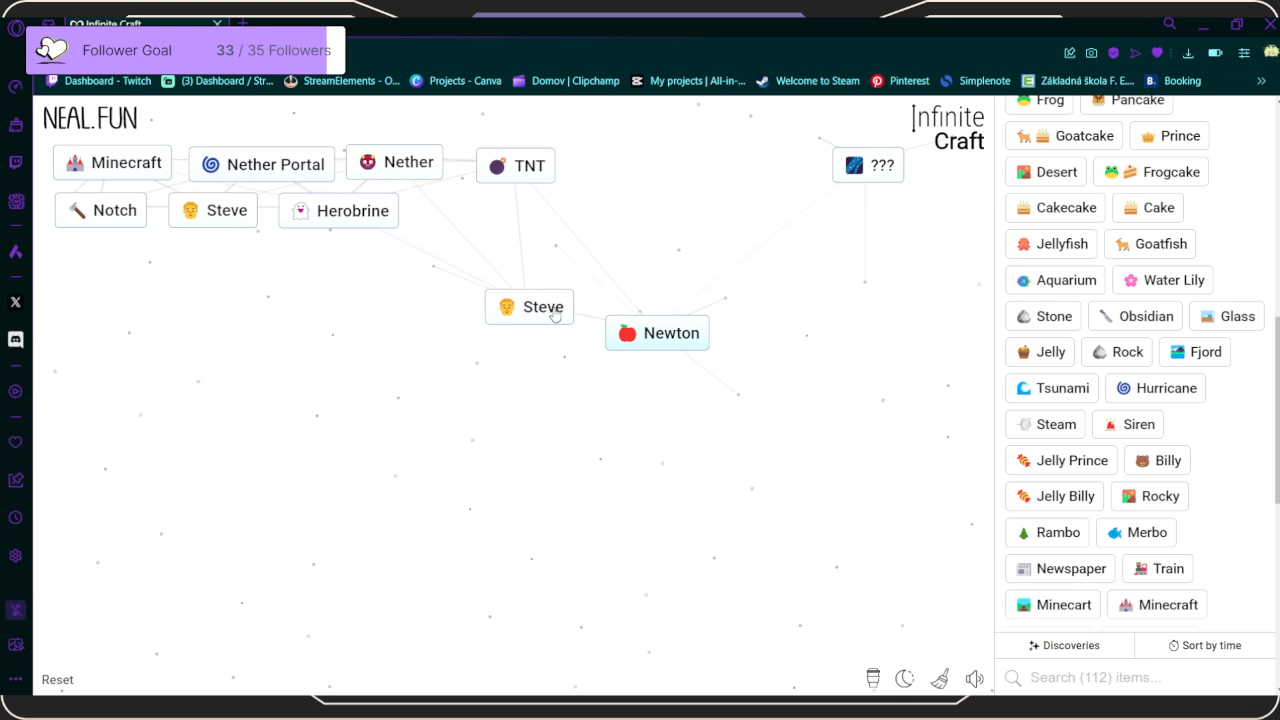 Infinite Craft
Follower Goal 33 / 35 Followers
Dashboard - Twitch (3) Dashboard / Str... StreamElements - O... Projects - Canva Domov | Clipchamp My projects | All-in-... Welcome to Steam Pinterest Simplenote Základná škola F. E... Booking
NEAL.FUN
Infinite
Craft
Minecraft Nether Portal Nether TNT ???
Notch Steve Herobrine
Steve
Newton
Frog Pancake
Goatcake Prince
Desert Frogcake
Cakecake Cake
Jellyfish Goatfish
Aquarium Water Lily
Stone Obsidian Glass
Jelly Rock Fjord
Tsunami Hurricane
Steam Siren
Jelly Prince Billy
Jelly Billy Rocky
Rambo Merbo
Newspaper Train
Minecart Minecraft
Discoveries Sort by time
Search (112) items...
Reset